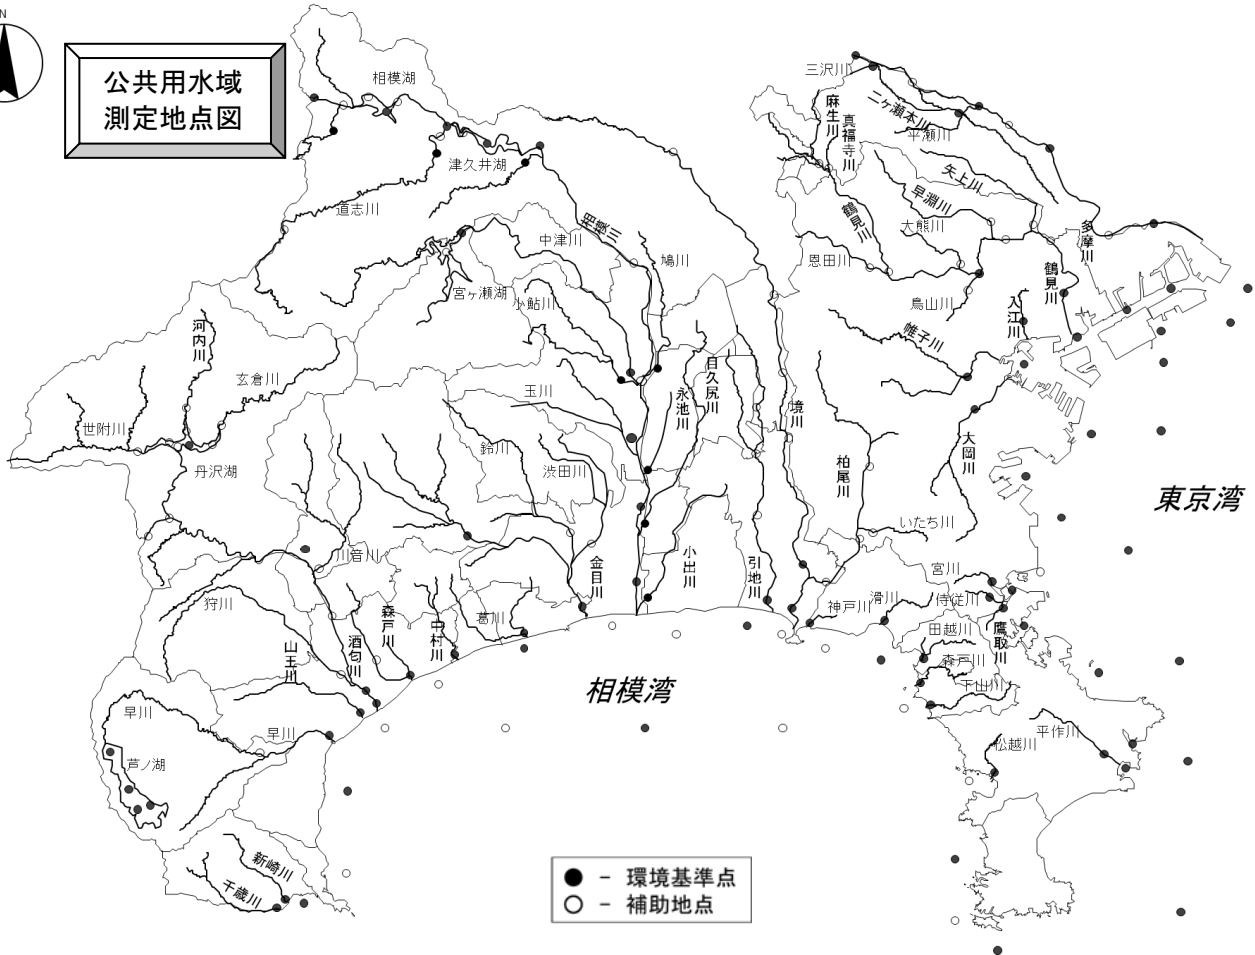 N
公共用水域
測定地点図
相模湖
三沢川
二ヶ瀬本川
麻生川
真福寺川
平瀬川
津久井湖
矢上川
早淵川
道志川
鶴見川
大熊川
多摩川
中津川
相模川
鳩川
恩田川
鶴見川
宮ヶ瀬湖
小鮎川
鳥山川
入江川
河内川
帷子川
玄倉川
目久尻川
玉川
永池川
境川
世附川
鈴川
大岡川
丹沢湖
渋田川
柏尾川
東京湾
いたち川
川音川
小出川
引地川
金目川
宮川
狩川
森戸川
中村川
葛川
神戸川
滑川
侍従川
山王川
酒匂川
田越川
鷹取川
森戸川
相模湾
下山川
早川
早川
平作川
松越川
芦ノ湖
新崎川
千歳川
● － 環境基準点
○ － 補助地点